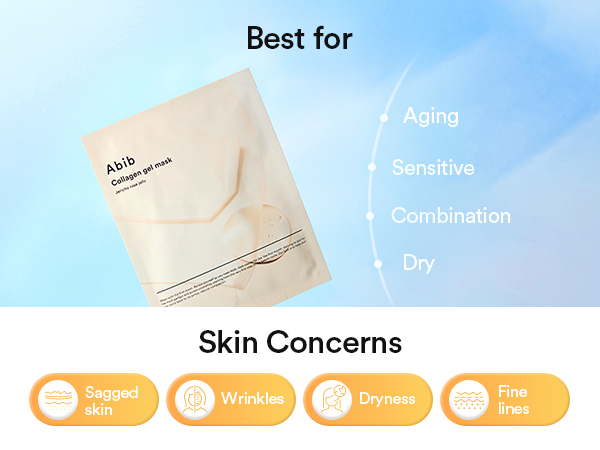 Best for
Abib
Collagen gel mask
Jericho rose jelly
Aging
Sensitive
Combination
Dry
Skin Concerns
Sagged
skin
Wrinkles
Dryness
Fine
lines